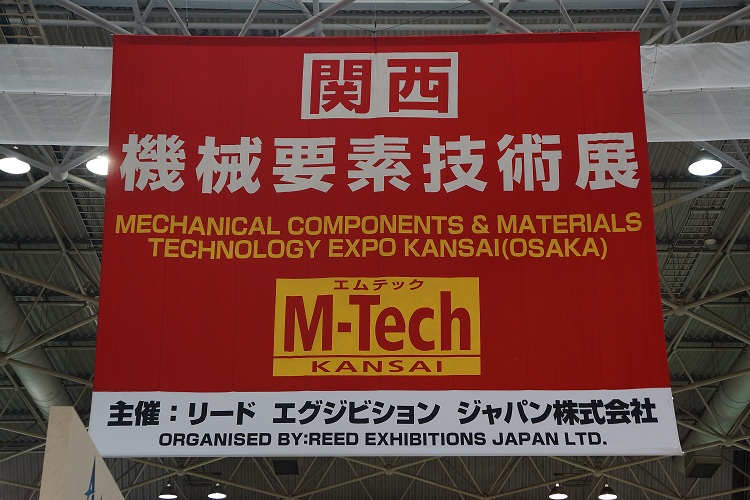 関西
機械要素技術展
MECHANICAL COMPONENTS & MATERIALS
TECHNOLOGY EXPO KANSAI(OSAKA)
エムテック
M-Tech
KANSAI
主催：リード エグジビション ジャパン株式会社
ORGANISED BY:REED EXHIBITIONS JAPAN LTD.